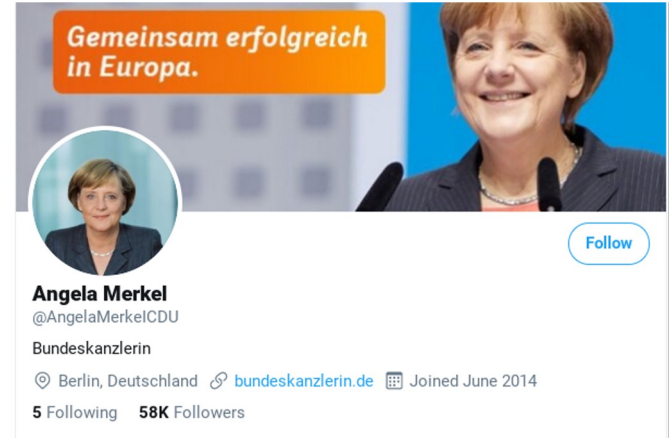 Gemeinsam erfolgreich
in Europa.
Follow
Angela Merkel
@AngelaMerkeICDU
Bundeskanzlerin
Berlin, Deutschland bundeskanzlerin.de Joined June 2014
5 Following 58K Followers